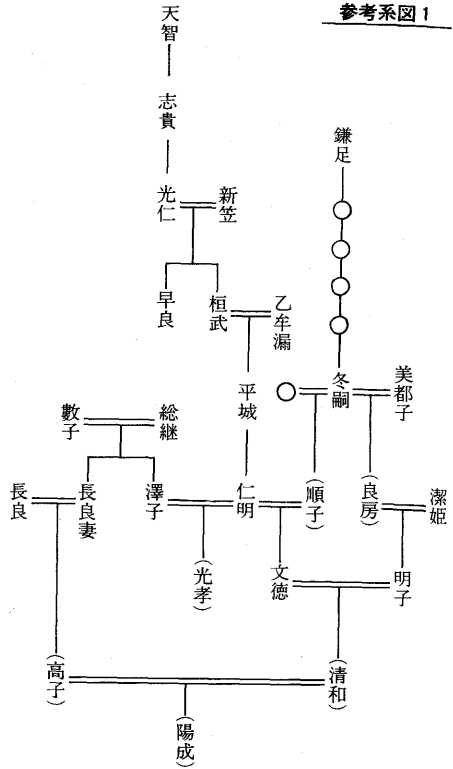 参考系図1
天智
志貴
鎌足
光仁
新笠
早良
桓武
乙牟漏
平城
冬嗣
美都子
數子
総継
長良
長良妻
澤子
仁明
（順子）
（良房）
潔姫
（光孝）
文德
明子
（高子）
（清和）
（陽成）